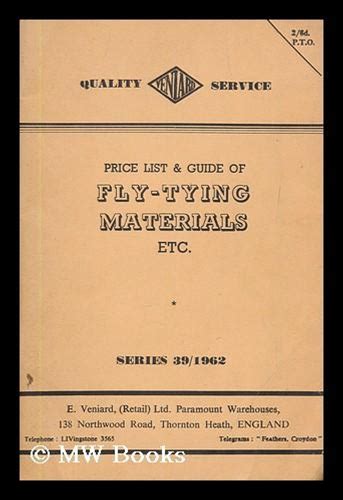 2/6d.
P.T.O.
QUALITY VENIARD SERVICE
PRICE LIST & GUIDE OF
FLY-TYING
MATERIALS
ETC.
*
SERIES 39/1962
E. Veniard, (Retail) Ltd. Paramount Warehouses,
138 Northwood Road, Thornton Heath, ENGLAND
Telephone : LIVingstone 3565 Telegrams : "Feathers, Croydon"
© MW Books